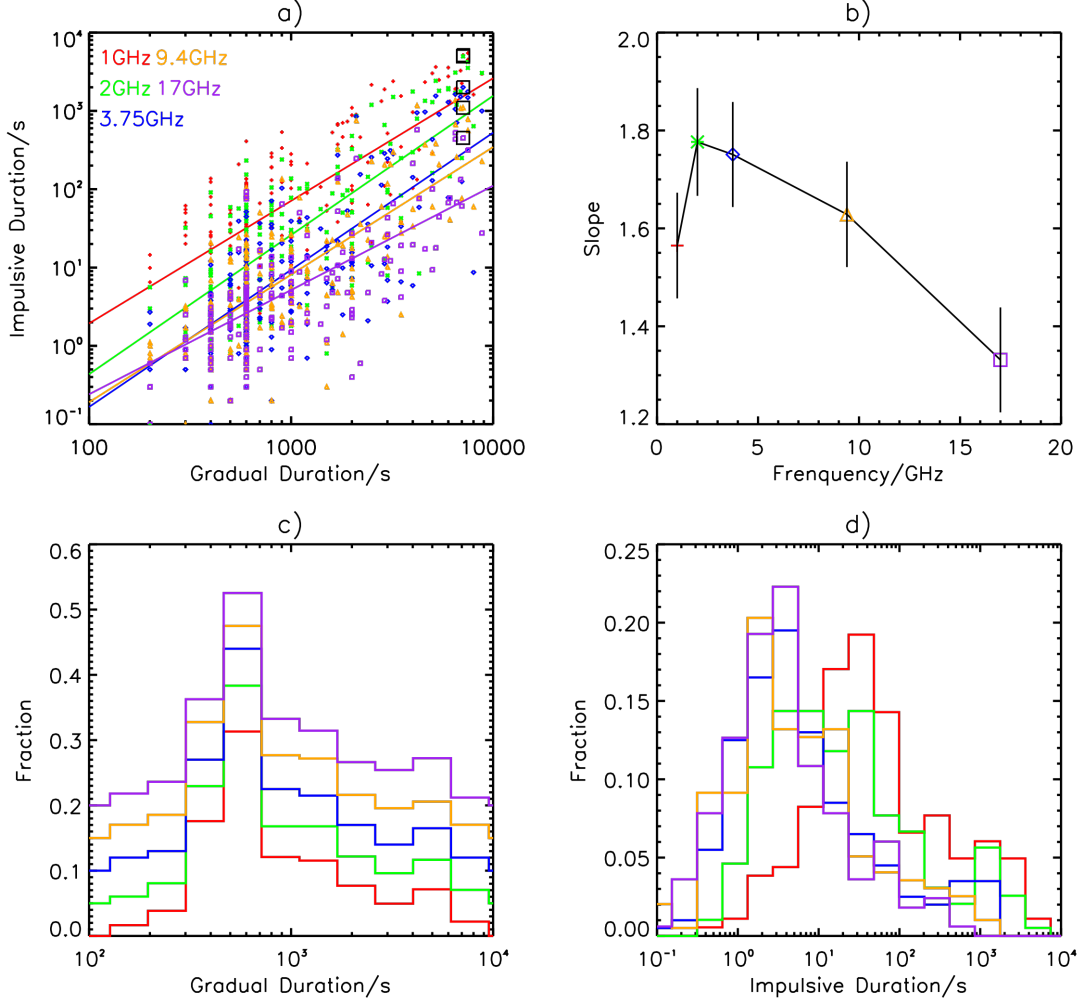 a)
b)
10^4
10^3
10^2
10^1
10^0
10^-1
Impulsive Duration/s
1GHz 9.4GHz
2GHz 17GHz
3.75GHz
100
1000
10000
Gradual Duration/s
2.0
1.8
1.6
1.4
1.2
Slope
0
5
10
15
20
Frenquency/GHz
c)
d)
0.6
0.5
0.4
0.3
0.2
0.1
0.0
Fraction
10^2
10^3
10^4
Gradual Duration/s
0.25
0.20
0.15
0.10
0.05
0.00
Fraction
10^-1
10^0
10^1
10^2
10^3
10^4
Impulsive Duration/s